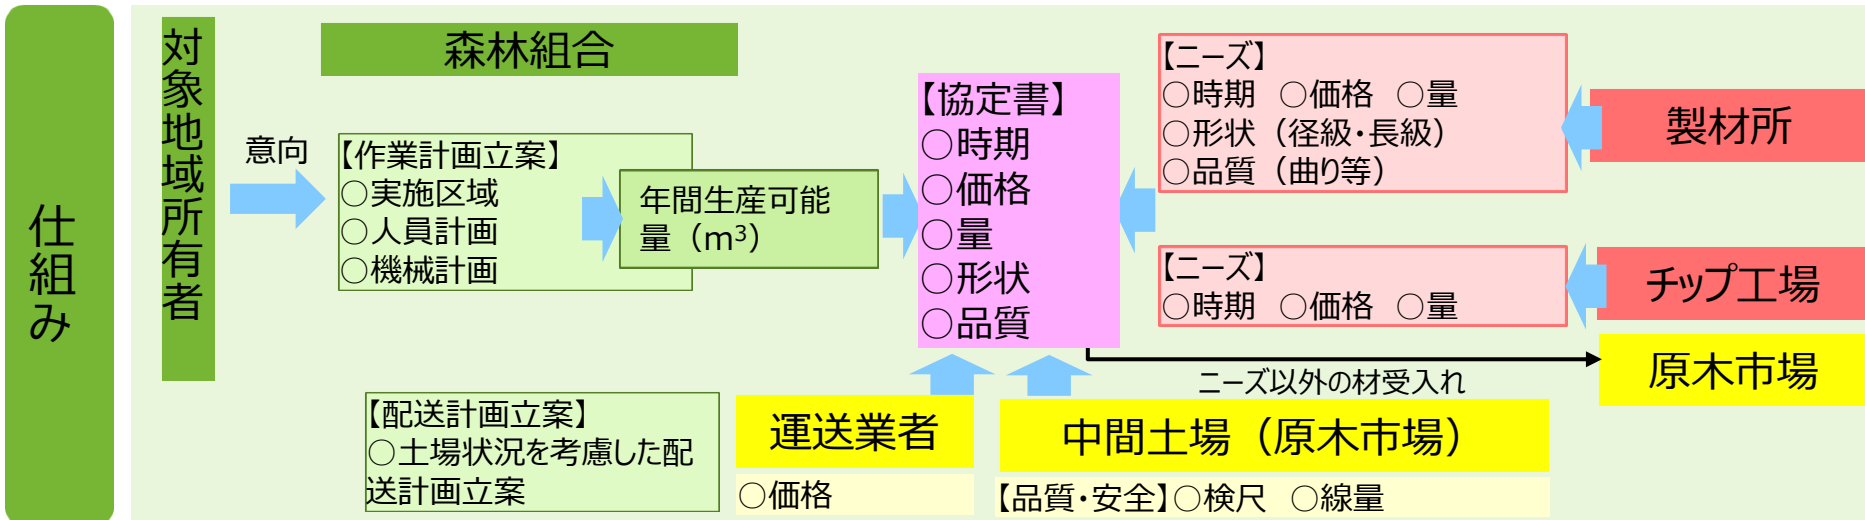 仕組み
対象地域所有者
意向
森林組合
【作業計画立案】
○実施区域
○人員計画
○機械計画
年間生産可能
量（m³）
【協定書】
○時期
○価格
○量
○形状
○品質
【ニーズ】
○時期　○価格　○量
○形状（径級・長級）
○品質（曲り等）
製材所
【ニーズ】
○時期　○価格　○量
チップ工場
原木市場
ニーズ以外の材受入れ
【配送計画立案】
○土場状況を考慮した配
送計画立案
運送業者
○価格
中間土場（原木市場）
【品質・安全】○検尺　○線量